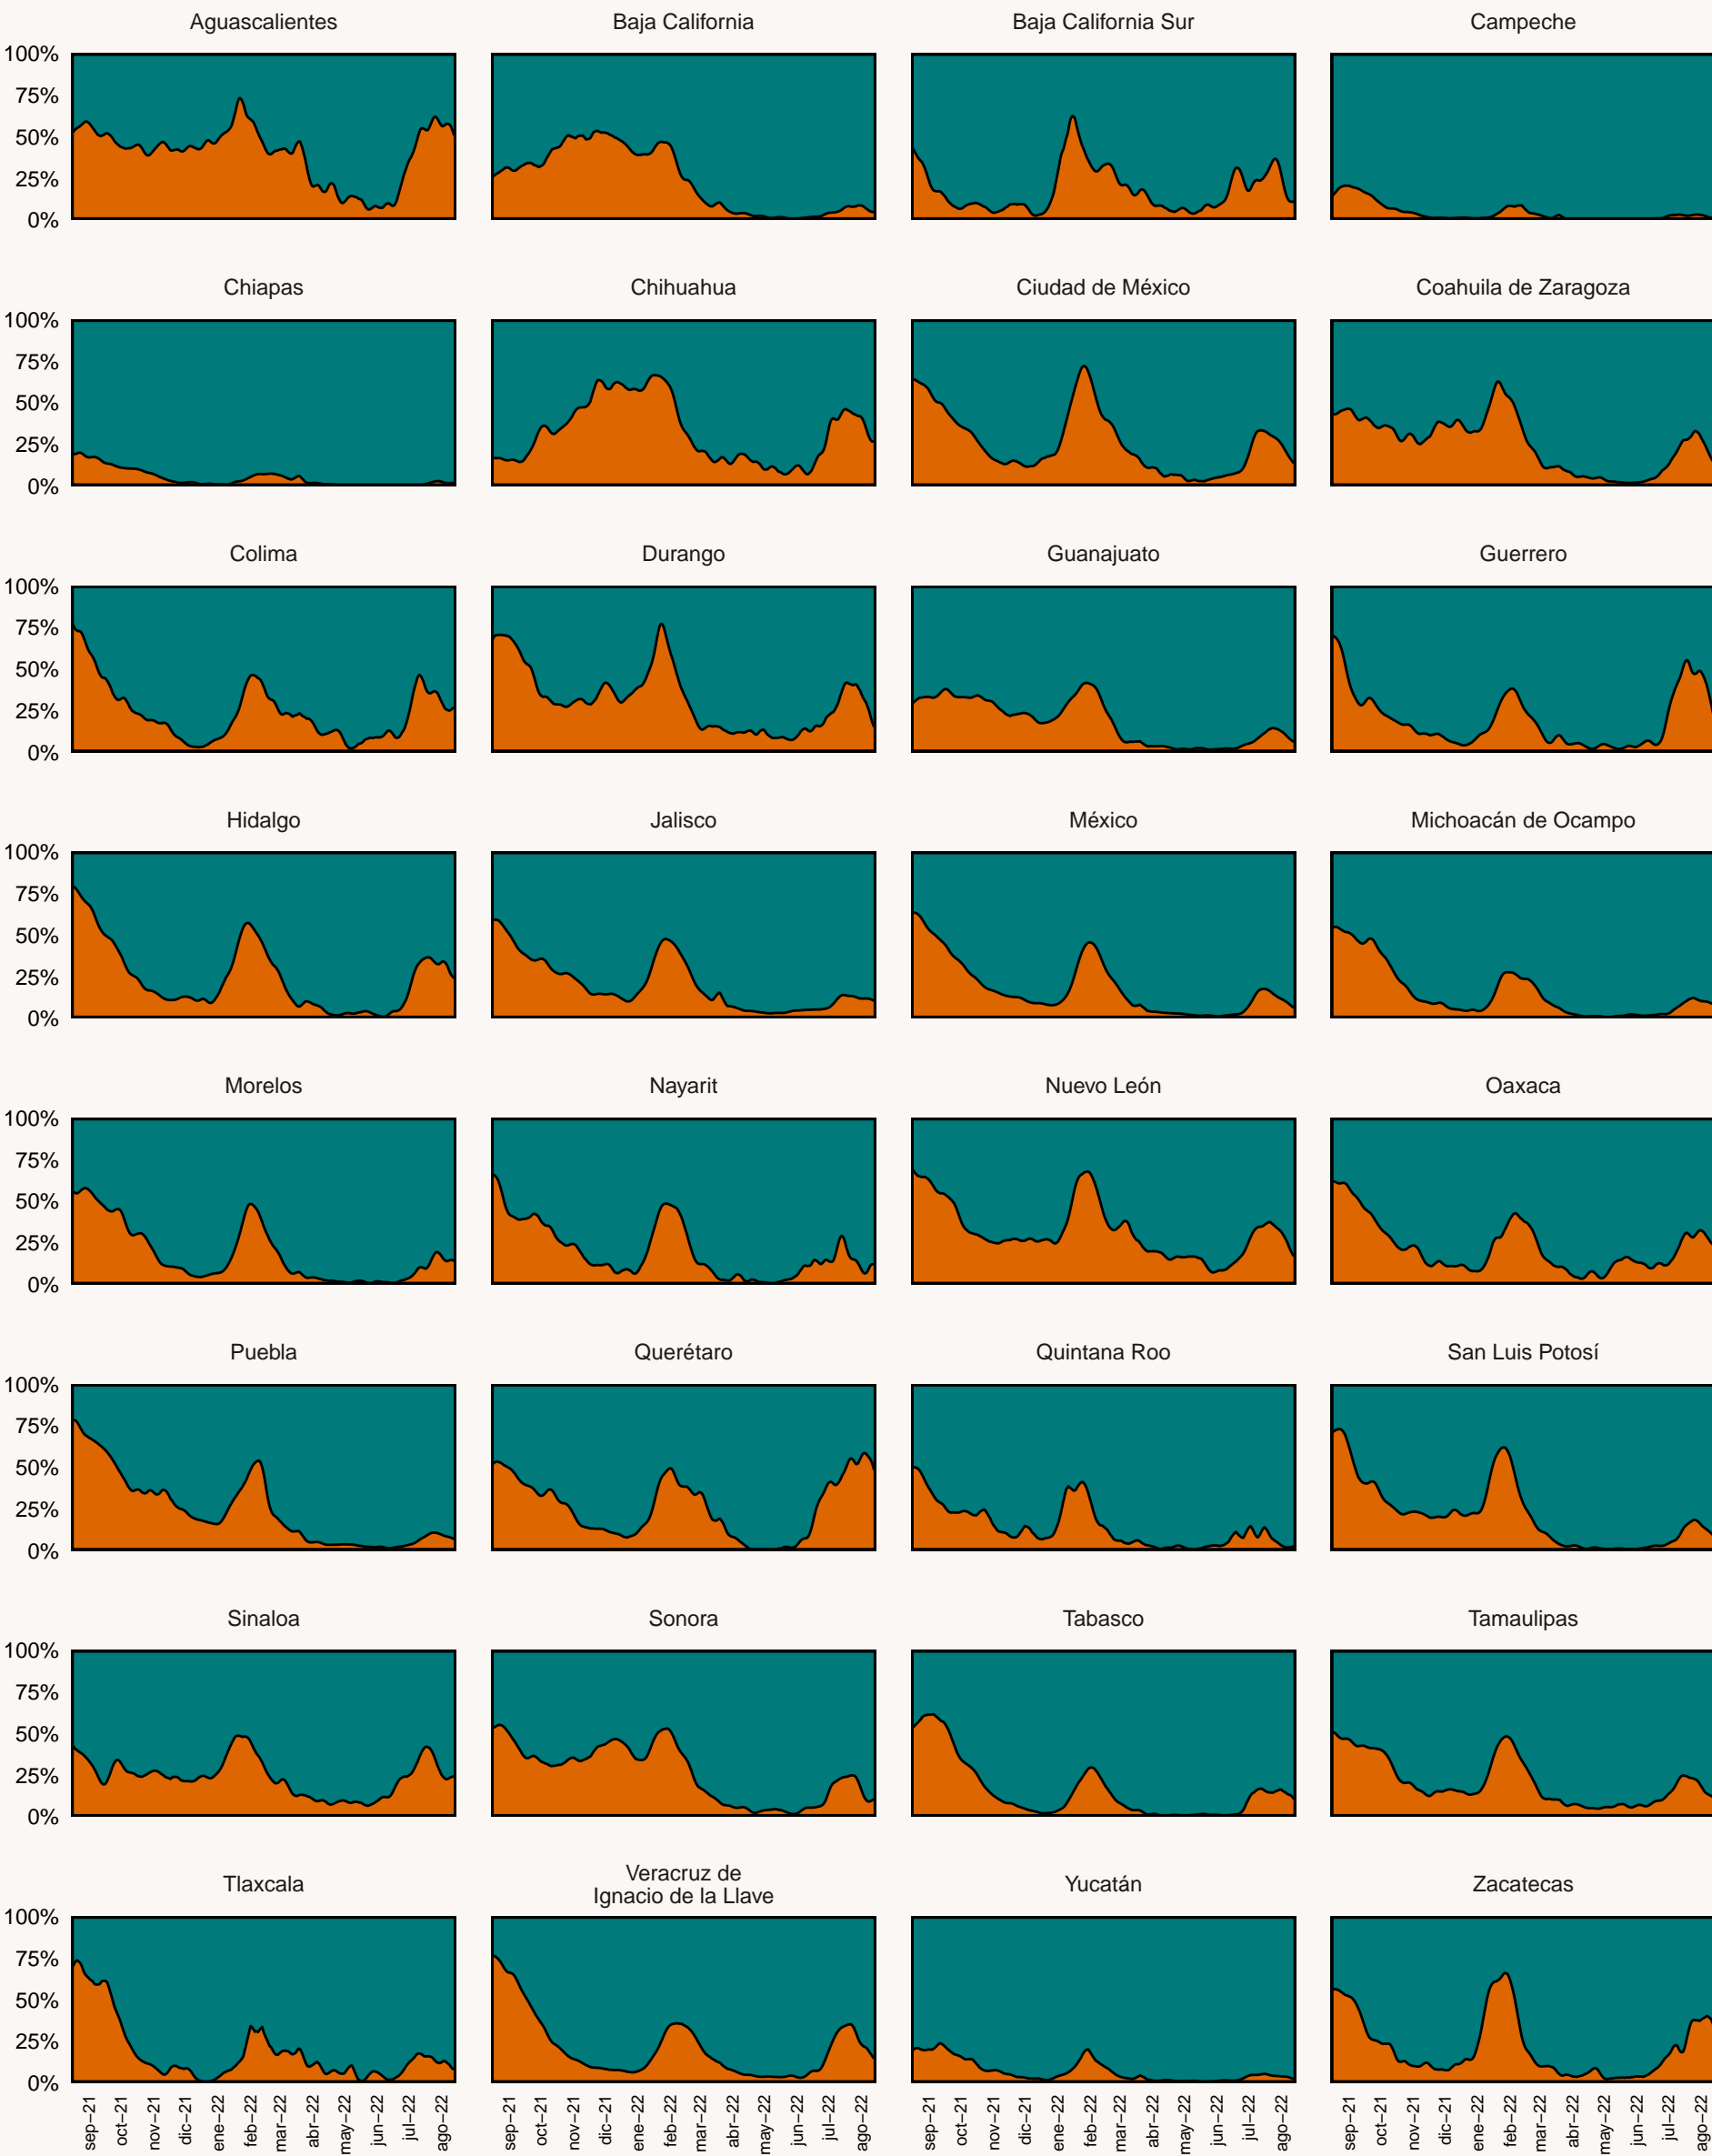 Aguascalientes
Baja California
Baja California Sur
Campeche
100%
75%
50%
25%
0%
Chiapas
Chihuahua
Ciudad de México
Coahuila de Zaragoza
100%
75%
50%
25%
0%
Colima
Durango
Guanajuato
Guerrero
100%
75%
50%
25%
0%
Hidalgo
Jalisco
México
Michoacán de Ocampo
100%
75%
50%
25%
0%
Morelos
Nayarit
Nuevo León
Oaxaca
100%
75%
50%
25%
0%
Puebla
Querétaro
Quintana Roo
San Luis Potosí
100%
75%
50%
25%
0%
Sinaloa
Sonora
Tabasco
Tamaulipas
100%
75%
50%
25%
0%
Tlaxcala
Veracruz de
Ignacio de la Llave
Yucatán
Zacatecas
100%
75%
50%
25%
0%
sep−21
oct−21
nov−21
dic−21
ene−22
feb−22
mar−22
abr−22
may−22
jun−22
jul−22
ago−22
sep−21
oct−21
nov−21
dic−21
ene−22
feb−22
mar−22
abr−22
may−22
jun−22
jul−22
ago−22
sep−21
oct−21
nov−21
dic−21
ene−22
feb−22
mar−22
abr−22
may−22
jun−22
jul−22
ago−22
sep−21
oct−21
nov−21
dic−21
ene−22
feb−22
mar−22
abr−22
may−22
jun−22
jul−22
ago−22